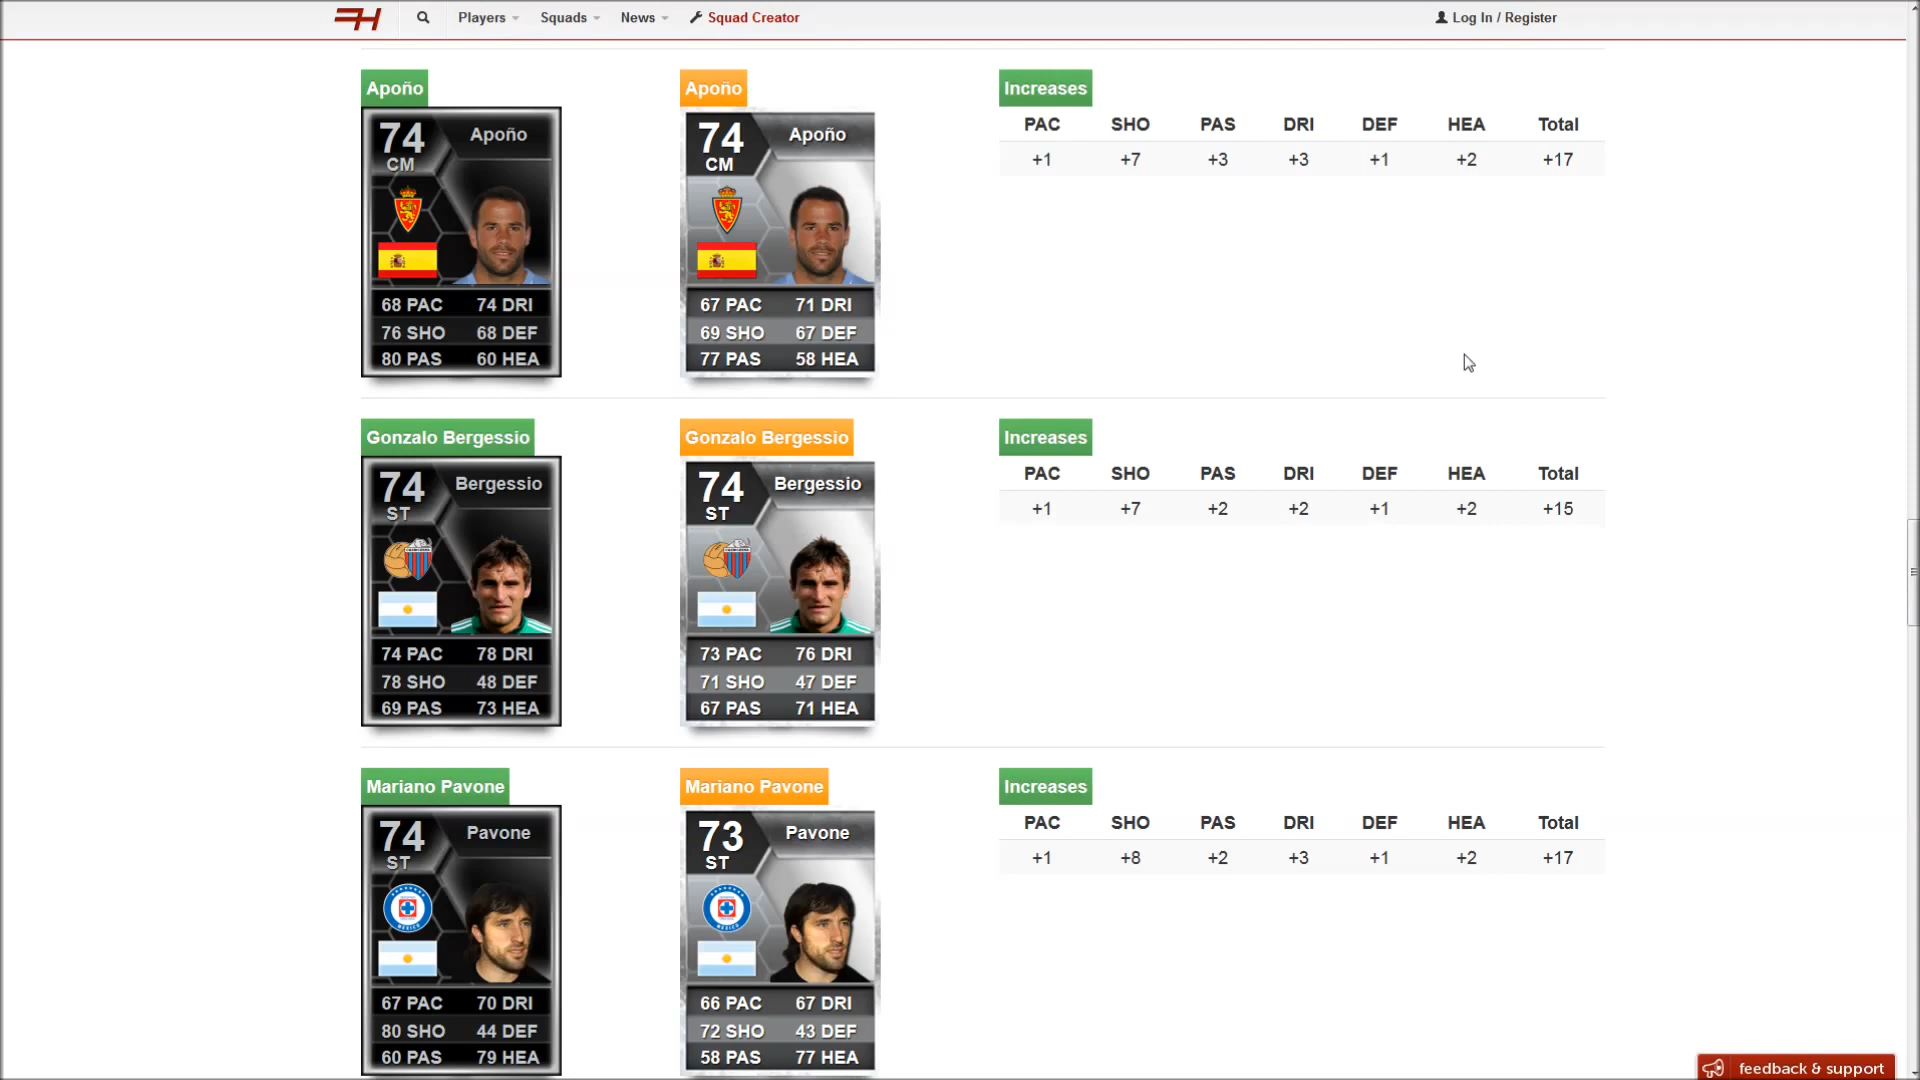 Players
Squads
News
Squad Creator
Log In / Register
Apoño
Apoño
Increases
74
CM
Apoño
68 PAC 74 DRI
76 SHO 68 DEF
80 PAS 60 HEA
74
CM
Apoño
67 PAC 71 DRI
69 SHO 67 DEF
77 PAS 58 HEA
PAC SHO PAS DRI DEF HEA Total
+1 +7 +3 +3 +1 +2 +17
Gonzalo Bergessio
Gonzalo Bergessio
Increases
74
ST
Bergessio
74 PAC 78 DRI
78 SHO 48 DEF
69 PAS 73 HEA
74
ST
Bergessio
73 PAC 76 DRI
71 SHO 47 DEF
67 PAS 71 HEA
PAC SHO PAS DRI DEF HEA Total
+1 +7 +2 +2 +1 +2 +15
Mariano Pavone
Mariano Pavone
Increases
74
ST
Pavone
67 PAC 70 DRI
80 SHO 44 DEF
60 PAS 79 HEA
73
ST
Pavone
66 PAC 67 DRI
72 SHO 43 DEF
58 PAS 77 HEA
PAC SHO PAS DRI DEF HEA Total
+1 +8 +2 +3 +1 +2 +17
feedback & support